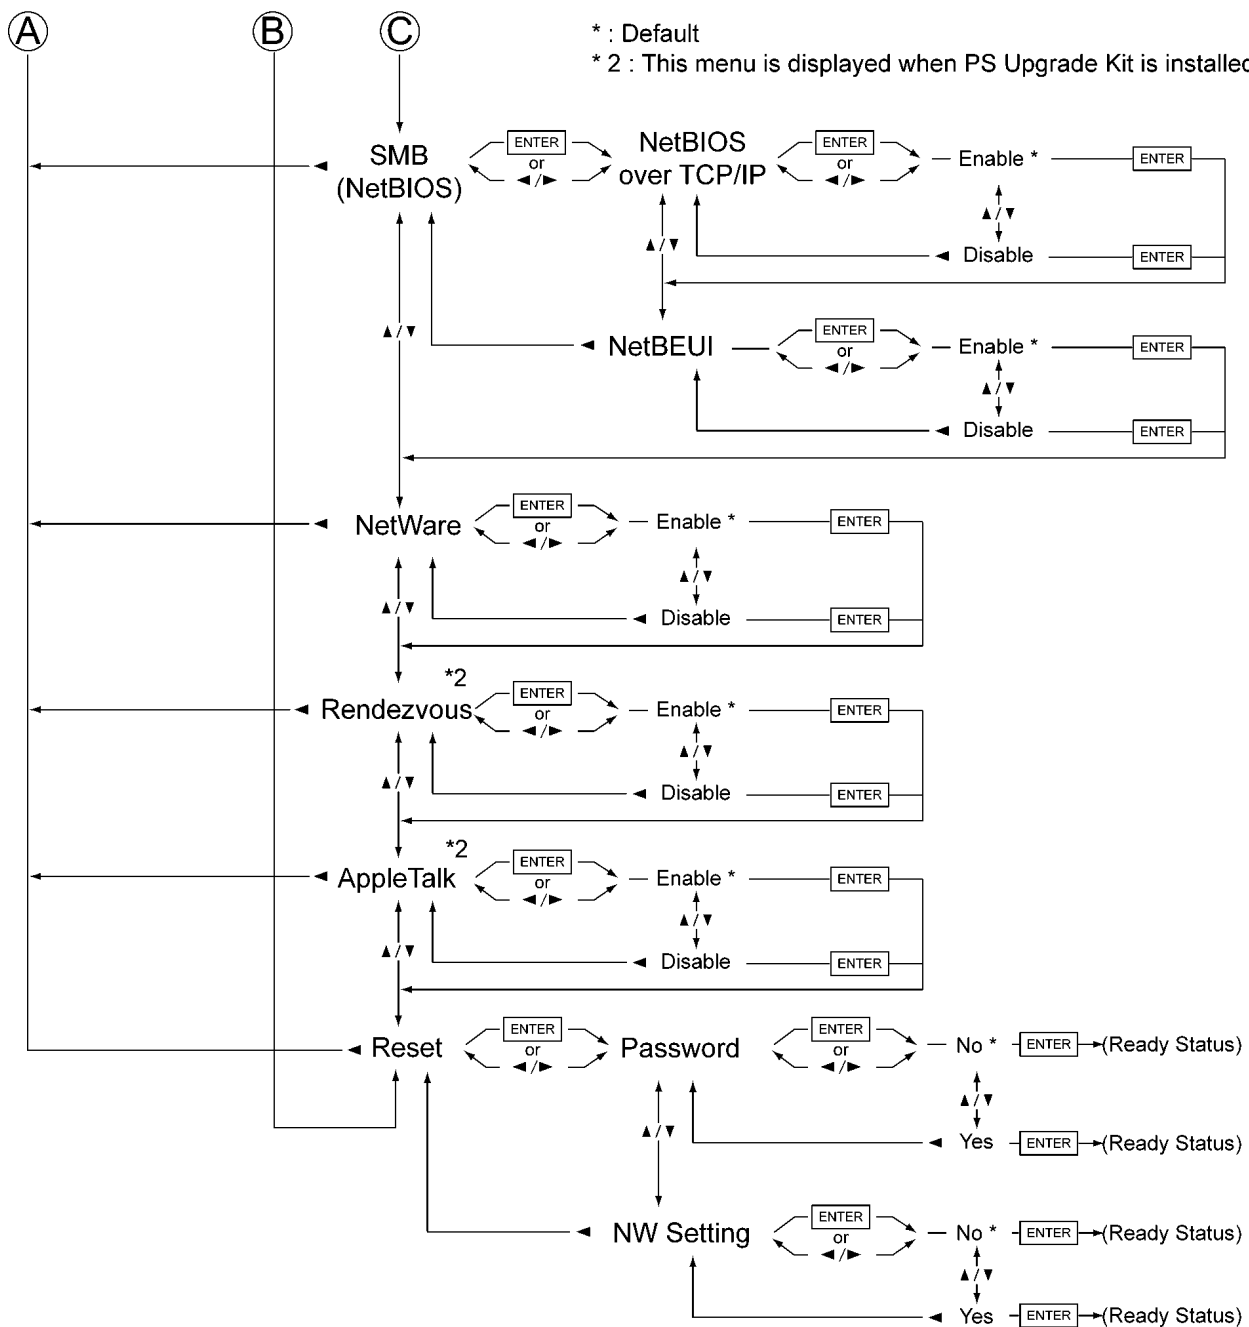 A B C
* : Default
* 2 : This menu is displayed when PS Upgrade Kit is installed
SMB
(NetBIOS)
ENTER
or
◄/►
NetBIOS
over TCP/IP
ENTER
or
◄/►
Enable *
ENTER
▲/▼
▲/▼
Disable
ENTER
▲/▼
NetBEUI
ENTER
or
◄/►
Enable *
ENTER
▲/▼
Disable
ENTER
NetWare
ENTER
or
◄/►
Enable *
ENTER
▲/▼
▲/▼
Disable
ENTER
Rendezvous *2
ENTER
or
◄/►
Enable *
ENTER
▲/▼
▲/▼
Disable
ENTER
AppleTalk *2
ENTER
or
◄/►
Enable *
ENTER
▲/▼
▲/▼
Disable
ENTER
Reset
ENTER
or
◄/►
Password
ENTER
or
◄/►
No *
ENTER
(Ready Status)
▲/▼
▲/▼
Yes
ENTER
(Ready Status)
NW Setting
ENTER
or
◄/►
No *
ENTER
(Ready Status)
▲/▼
Yes
ENTER
(Ready Status)